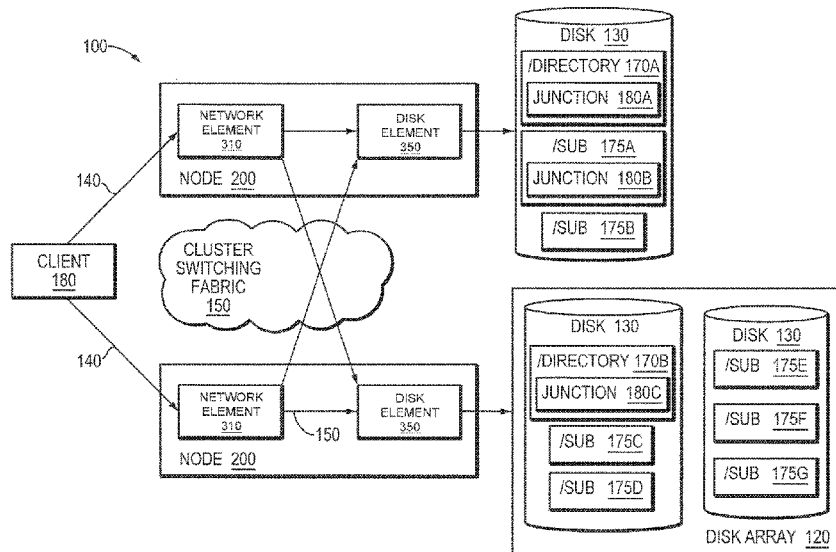 100
NETWORK
ELEMENT
310
DISK
ELEMENT
350
NODE 200
140
CLIENT
180
140
CLUSTER
SWITCHING
FABRIC
150
NETWORK
ELEMENT
310
150
DISK
ELEMENT
350
NODE 200
DISK 130
/DIRECTORY 170A
JUNCTION 180A
/SUB 175A
JUNCTION 180B
/SUB 175B
DISK 130
/DIRECTORY 170B
JUNCTION 180C
/SUB 175C
/SUB 175D
DISK 130
/SUB 175E
/SUB 175F
/SUB 175G
DISK ARRAY 120